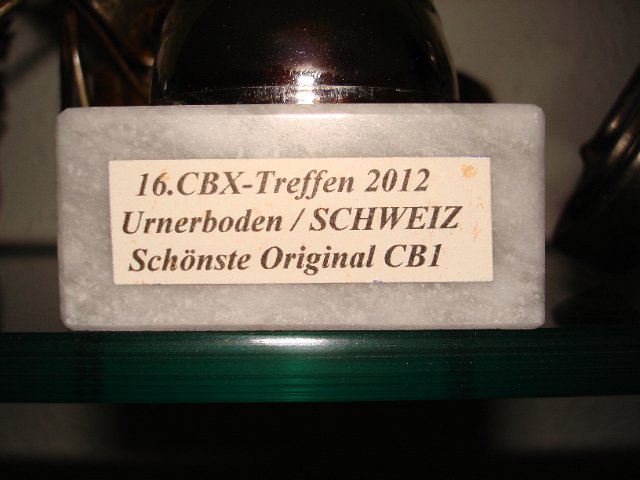 16.CBX-Treffen 2012
Urnerboden / SCHWEIZ
Schönste Original CB1